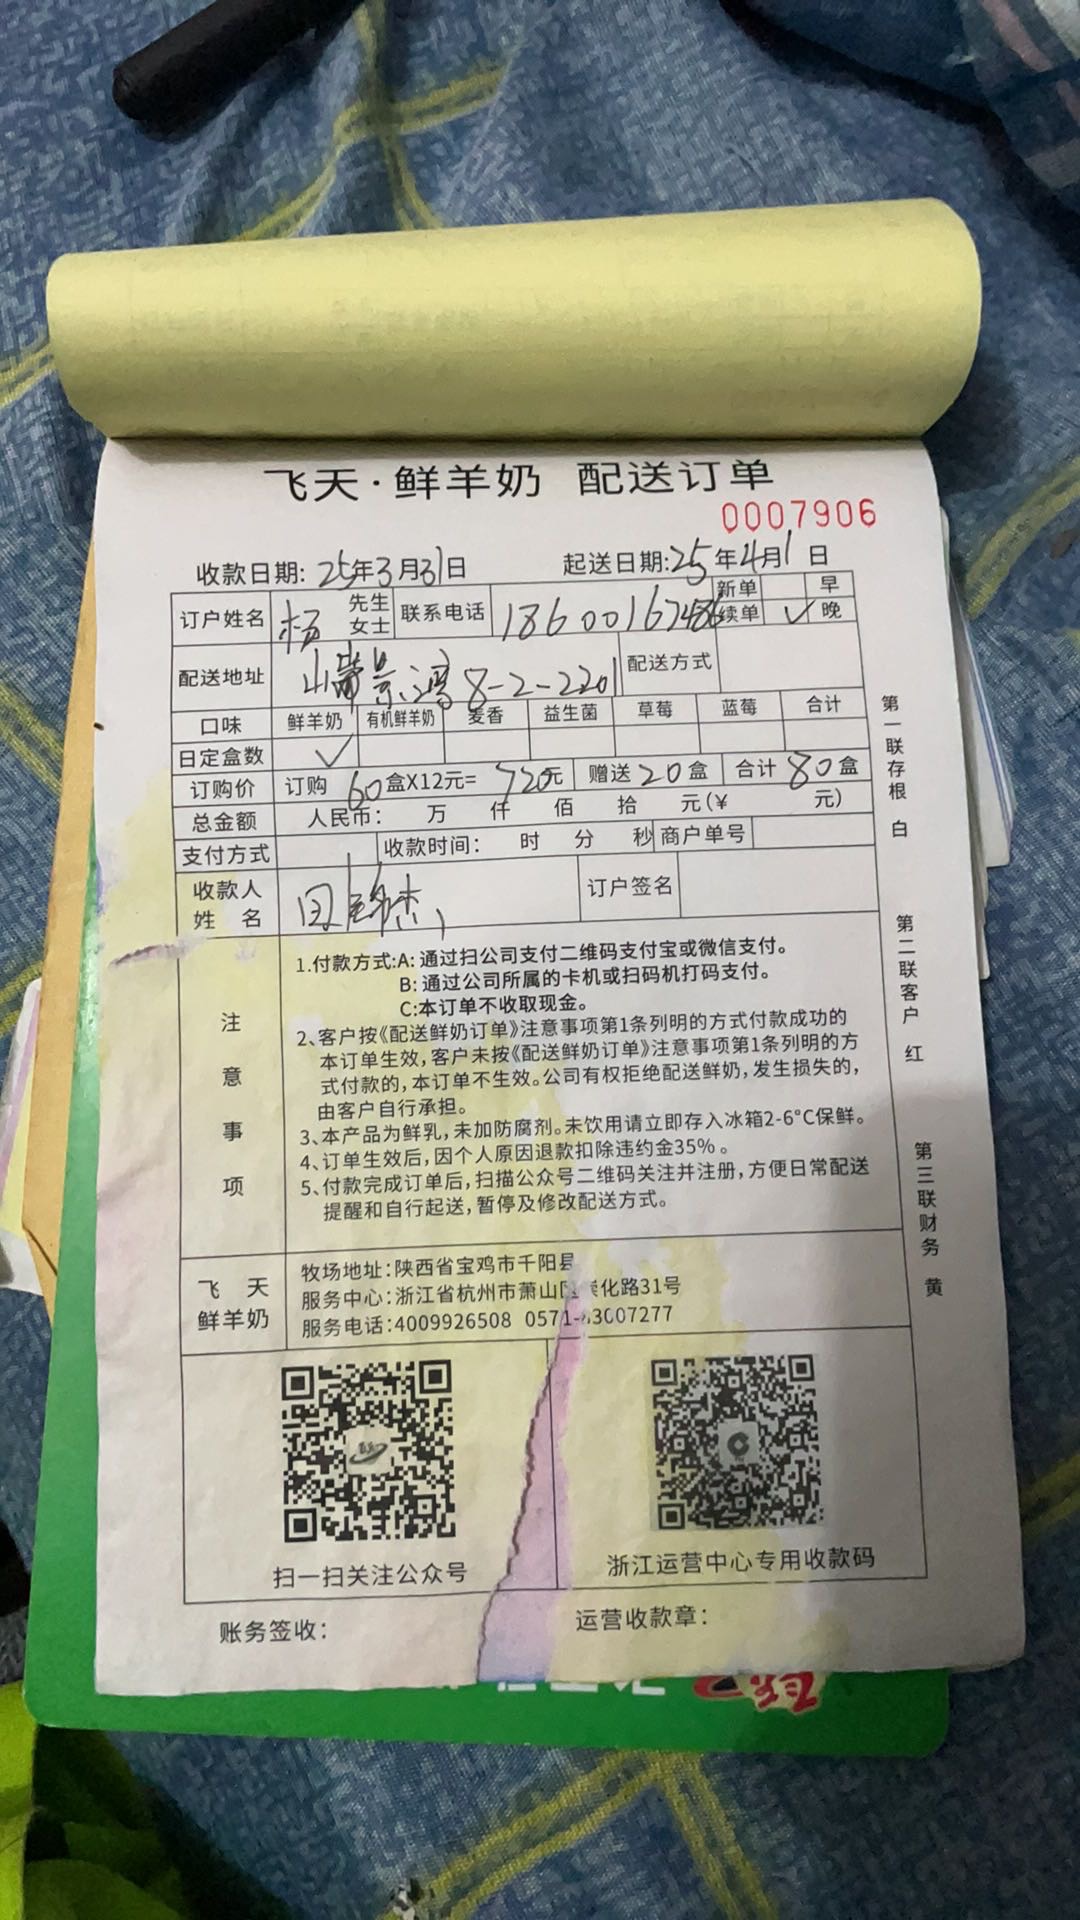 飞天·鲜羊奶 配送订单
0007906
收款日期: 25年3月31日 起送日期:25年4月1日
订户姓名 杨 先生 女士 联系电话 18600167486 新单 早
续单 ✓ 晚
配送地址 景鸿8-2-2201 配送方式
口味 鲜羊奶 有机鲜羊奶 麦香 益生菌 草莓 蓝莓 合计
日定盒数 ✓
订购价 订购 60盒X12元=720元 赠送20盒 合计80盒
总金额 人民币: 万 仟 佰 拾 元(¥ 元)
支付方式 收款时间: 时 分 秒 商户单号
收款人
姓 名 订户签名
注意事项
1.付款方式:A:通过扫公司支付二维码支付宝或微信支付。
B:通过公司所属的卡机或扫码机打码支付。
C:本订单不收取现金。
2、客户按《配送鲜奶订单》注意事项第1条列明的方式付款成功的
本订单生效,客户未按《配送鲜奶订单》注意事项第1条列明的方
式付款的,本订单不生效。公司有权拒绝配送鲜奶,发生损失的,
由客户自行承担。
3、本产品为鲜乳,未加防腐剂。未饮用请立即存入冰箱2-6°C保鲜。
4、订单生效后,因个人原因退款扣除违约金35%。
5、付款完成订单后,扫描公众号二维码关注并注册,方便日常配送
提醒和自行起送,暂停及修改配送方式。
飞 天
鲜羊奶
牧场地址:陕西省宝鸡市千阳县
服务中心:浙江省杭州市萧山区崇化路31号
服务电话:4009926508 0571-83007277
扫一扫关注公众号
浙江运营中心专用收款码
账务签收: 运营收款章:
第一联存根 白
第二联客户 红
第三联财务 黄